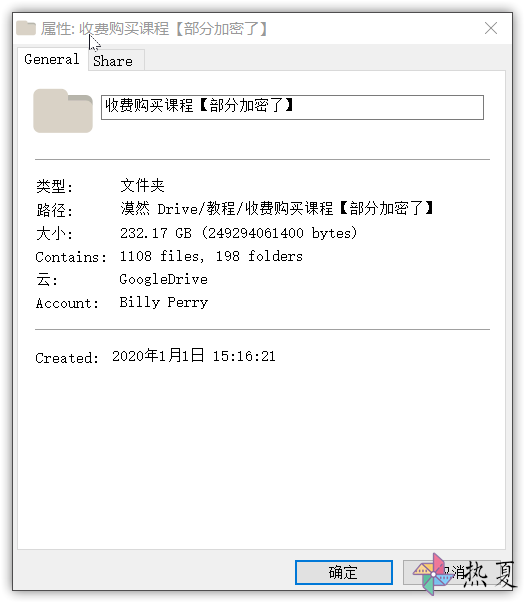 属性: 收费购买课程【部分加密了】
General Share
收费购买课程【部分加密了】
类型: 文件夹
路径: 漠然 Drive/教程/收费购买课程【部分加密了】
大小: 232.17 GB (249294061400 bytes)
Contains: 1108 files, 198 folders
云: GoogleDrive
Account: Billy Perry
Created: 2020年1月1日 15:16:21
确定 取消 热夏